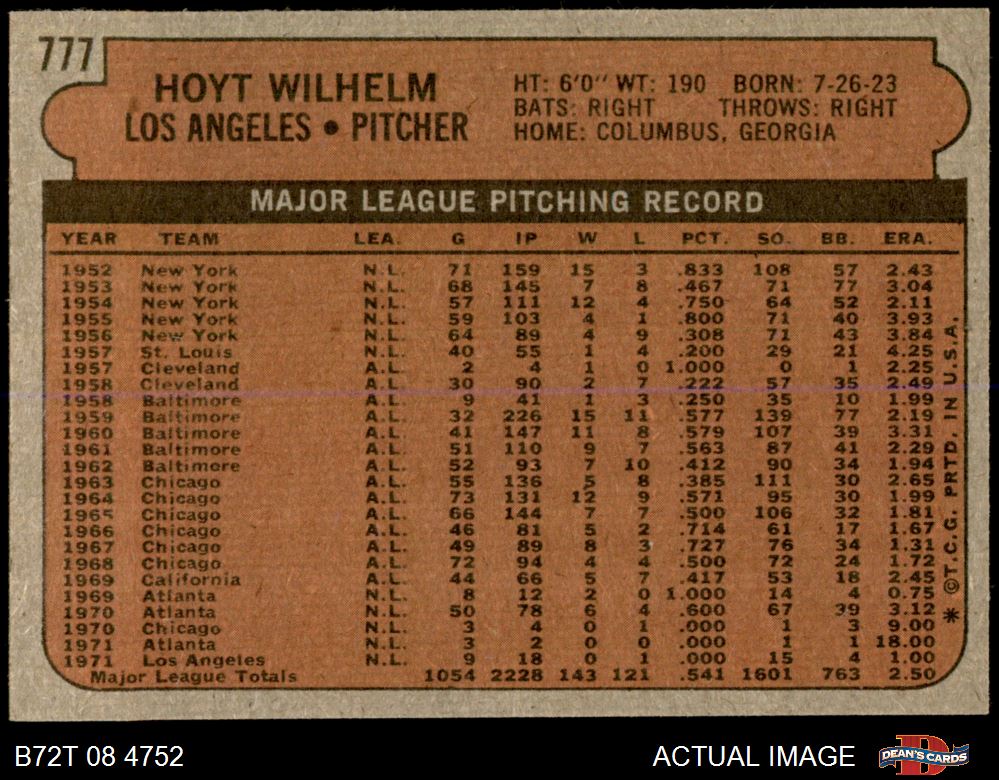 777
HOYT WILHELM
LOS ANGELES • PITCHER
HT: 6'0'' WT: 190 BORN: 7-26-23
BATS: RIGHT THROWS: RIGHT
HOME: COLUMBUS, GEORGIA
MAJOR LEAGUE PITCHING RECORD
YEAR TEAM LEA. G IP W L PCT. SO. BB. ERA.
1952 New York N.L. 71 159 15 3 .833 108 57 2.43
1953 New York N.L. 68 145 7 8 .467 71 77 3.04
1954 New York N.L. 57 111 12 4 .750 64 52 2.11
1955 New York N.L. 59 103 4 1 .800 71 40 3.93
1956 New York N.L. 64 89 4 9 .308 71 43 3.84
1957 St. Louis N.L. 40 55 1 4 .200 29 21 4.25
1957 Cleveland A.L. 2 4 1 0 1.000 0 1 2.25
1958 Cleveland A.L. 30 90 2 7 .222 57 35 2.49
1958 Baltimore A.L. 9 41 1 3 .250 35 10 1.99
1959 Baltimore A.L. 32 226 15 11 .577 139 77 2.19
1960 Baltimore A.L. 41 147 11 8 .579 107 39 3.31
1961 Baltimore A.L. 51 110 9 7 .563 87 41 2.29
1962 Baltimore A.L. 52 93 7 10 .412 90 34 1.94
1963 Chicago A.L. 55 136 5 8 .385 111 30 2.65
1964 Chicago A.L. 73 131 12 9 .571 95 30 1.99
1965 Chicago A.L. 66 144 7 7 .500 106 32 1.81
1966 Chicago A.L. 46 81 5 2 .714 61 17 1.67
1967 Chicago A.L. 49 89 8 3 .727 76 34 1.31
1968 Chicago A.L. 72 94 4 4 .500 72 24 1.72
1969 California A.L. 44 66 5 7 .417 53 18 2.45
1969 Atlanta N.L. 8 12 2 0 1.000 14 4 0.75
1970 Atlanta N.L. 50 78 6 4 .600 67 39 3.12
1970 Chicago N.L. 3 4 0 1 .000 1 3 9.00
1971 Atlanta N.L. 3 2 0 0 .000 1 1 18.00
1971 Los Angeles N.L. 9 18 0 1 .000 15 4 1.00
Major League Totals 1054 2228 143 121 .541 1601 763 2.50
* ©T.C.G. PRTD. IN U.S.A.
B72T 08 4752
ACTUAL IMAGE
D
DEAN'S CARDS